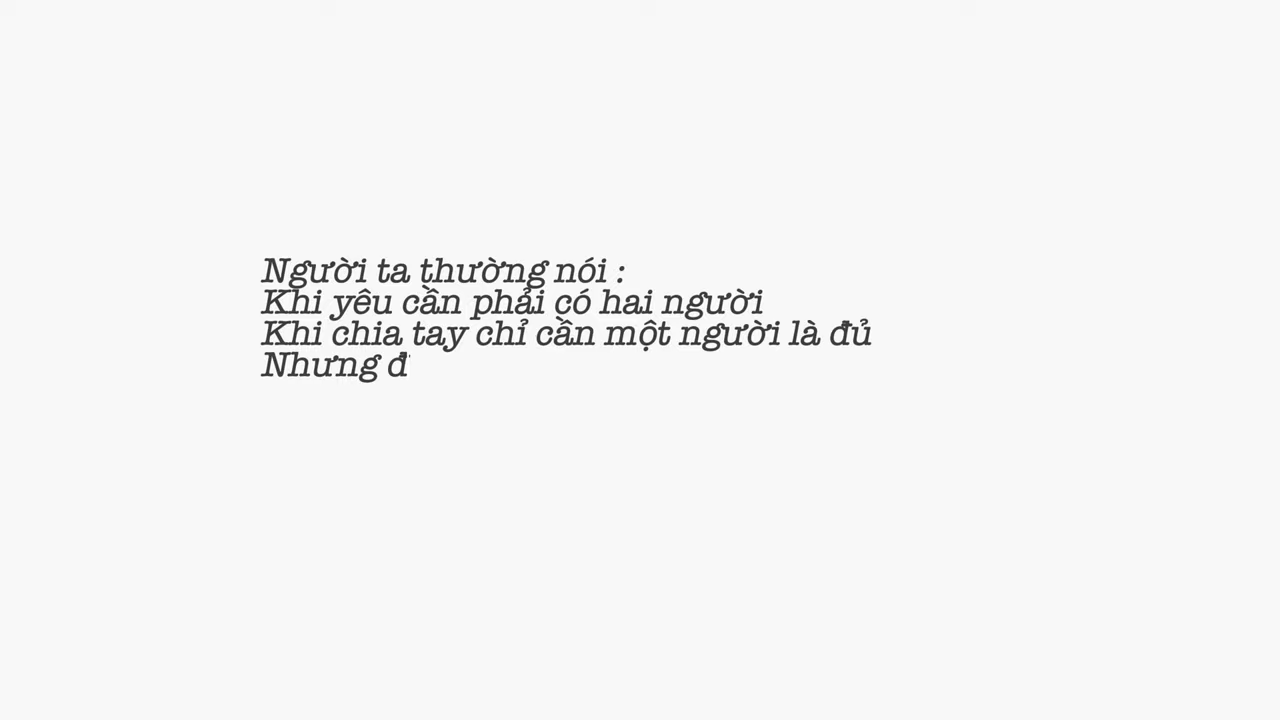 Người ta thường nói :
Khi yêu cần phải có hai người
Khi chia tay chỉ cần một người là đủ
Nhưng đ